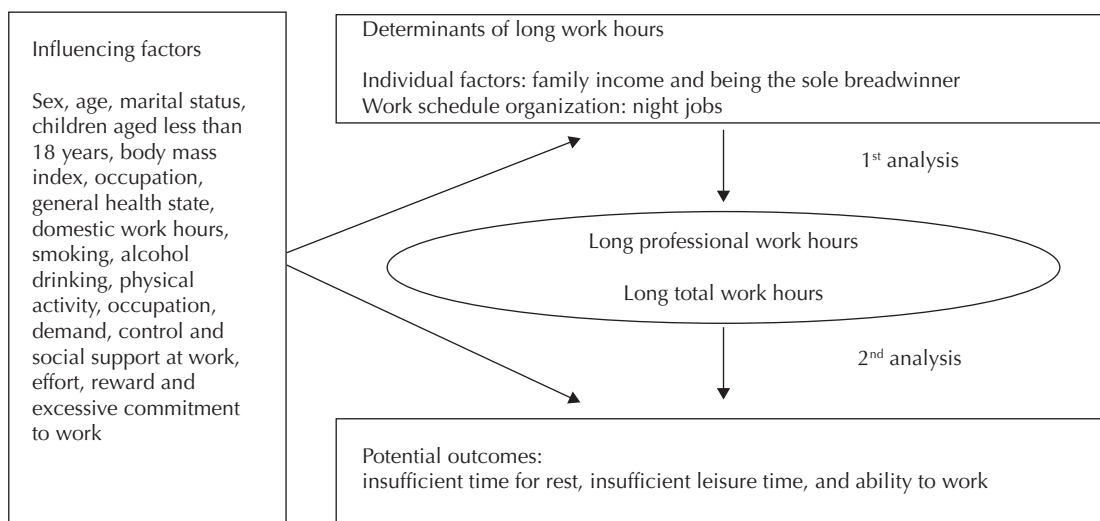 Influencing factors
Sex, age, marital status,
children aged less than
18 years, body mass
index, occupation,
general health state,
domestic work hours,
smoking, alcohol
drinking, physical
activity, occupation,
demand, control and
social support at work,
effort, reward and
excessive commitment
to work
Determinants of long work hours
Individual factors: family income and being the sole breadwinner
Work schedule organization: night jobs
1st analysis
Long professional work hours
Long total work hours
2nd analysis
Potential outcomes:
insufficient time for rest, insufficient leisure time, and ability to work